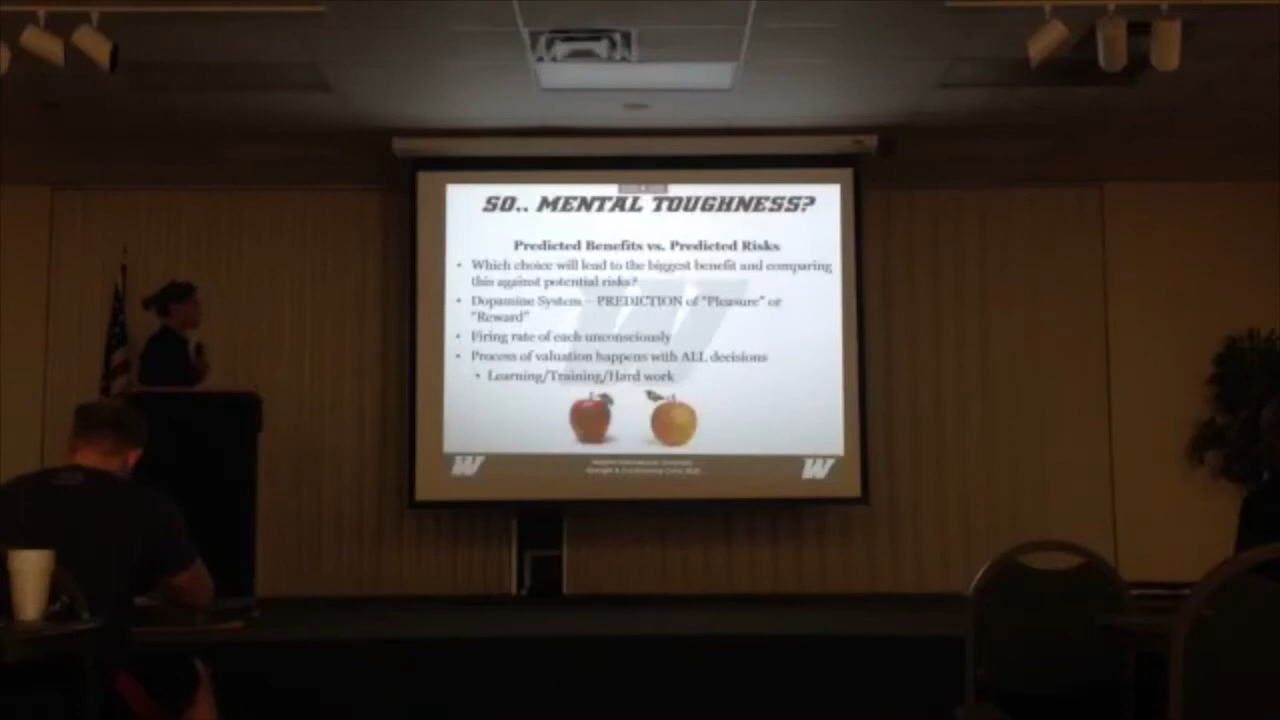 SO.. MENTAL TOUGHNESS?
Predicted Benefits vs. Predicted Risks
• Which choice will lead to the biggest benefit and comparing
this against potential risks?
• Dopamine System – PREDICTION of "Pleasure" or
"Reward"
• Firing rate of each unconsciously
• Process of valuation happens with ALL decisions
• Learning/Training/Hard work
W
W
W